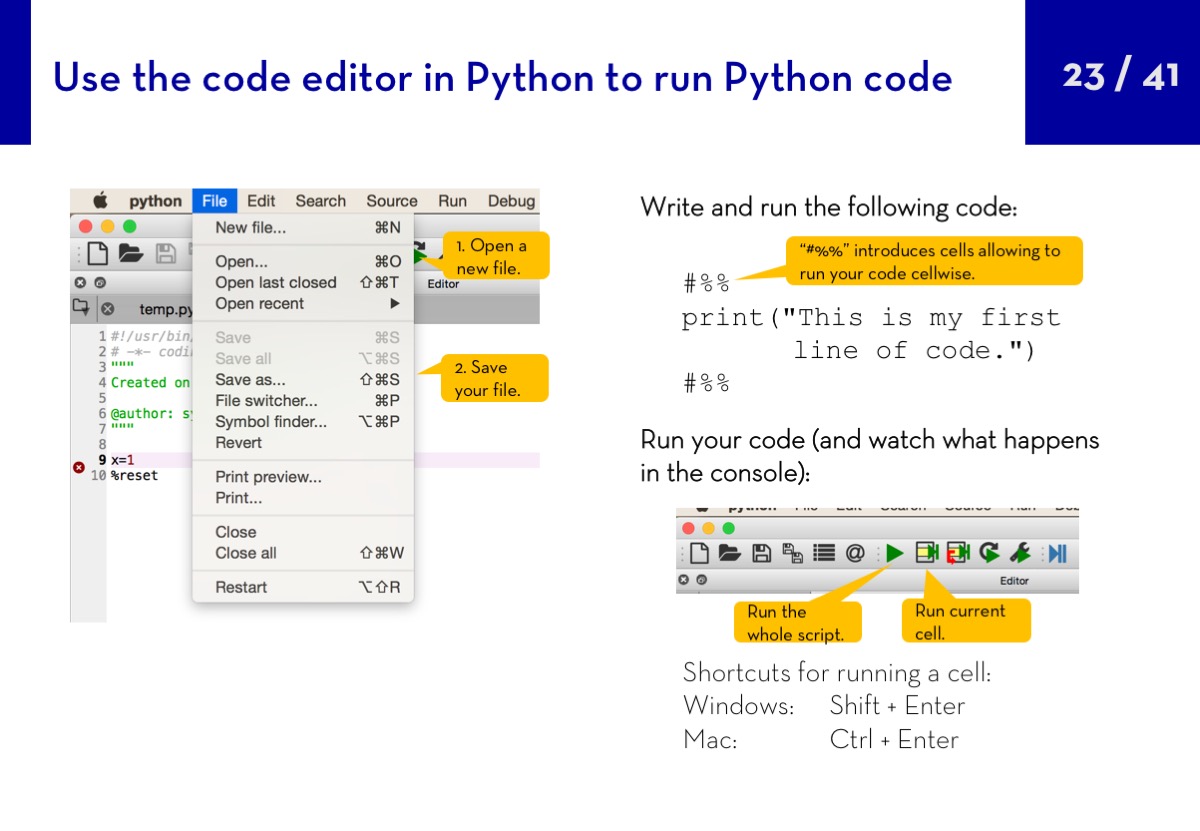 Use the code editor in Python to run Python code
23 / 41
python File Edit Search Source Run Debug
New file... ⌘N
Open... ⌘O
Open last closed ⇧⌘T
Open recent ▶
Save ⌘S
Save all ⌥⌘S
Save as... ⇧⌘S
File switcher... ⌘P
Symbol finder... ⌥⌘P
Revert
Print preview...
Print...
Close
Close all ⇧⌘W
Restart ⌥⇧R
1. Open a
new file.
Editor
2. Save
your file.
temp.py
1 #!/usr/bin
2 # -*- codi
3 """
4 Created on
5
6 @author: sy
7 """
8
9 x=1
10 %reset
Write and run the following code:
"#%%" introduces cells allowing to
run your code cellwise.
#%%
print("This is my first
line of code.")
#%%
Run your code (and watch what happens
in the console):
Editor
Run the
whole script.
Run current
cell.
Shortcuts for running a cell:
Windows: Shift + Enter
Mac: Ctrl + Enter